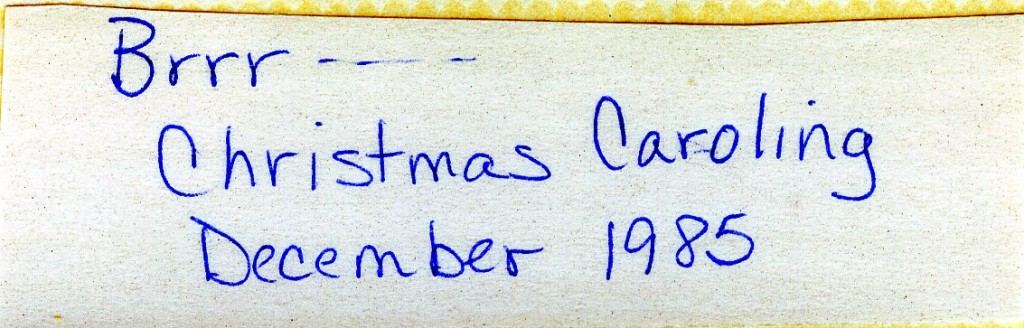 Brrr ----
Christmas Caroling
December 1985